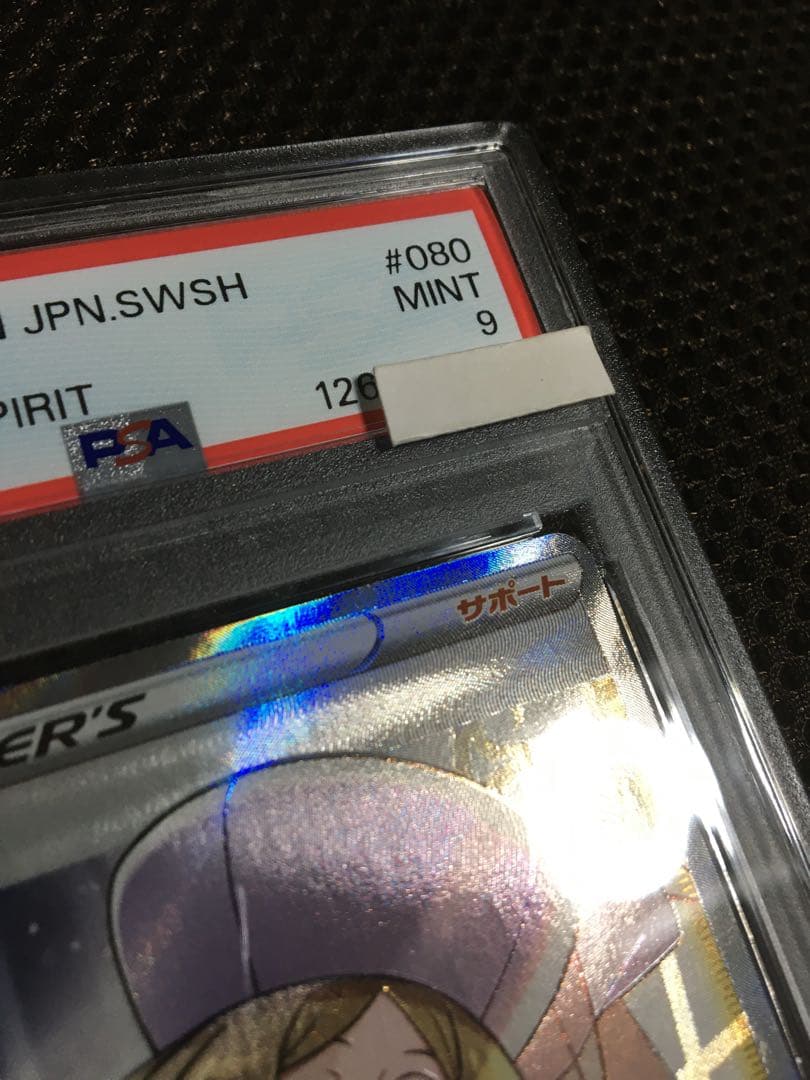 JPN.SWSH #080
MINT
9
PIRIT 126
PSA
サポート
ER'S